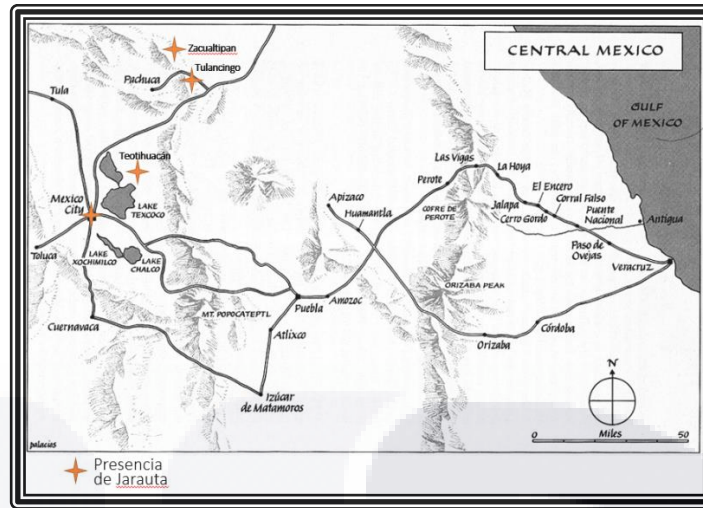 CENTRAL MEXICO
GULF
OF MEXICO
Zacualtipan
Tulancingo
Pachuca
Tula
Teotihuacán
Mexico
City
LAKE
TEXCOCO
Toluca
LAKE
XOCHIMILCO
LAKE
CHALCO
Cuernavaca
MT. POPOCATEPTL
Puebla
Amozoc
Atlixco
Izúcar
de Matamoros
Apizaco
Huamantla
Perote
Las Vigas
La Hoya
COFRE DE
PEROTE
Jalapa
El Encero
Cerro Gordo
Corral Falso
Puente
Nacional
Antigua
Paso de
Ovejas
Veracruz
ORIZABA PEAK
Orizaba
Córdoba
N
0 Miles 50
palacios
Presencia
de Jarauta